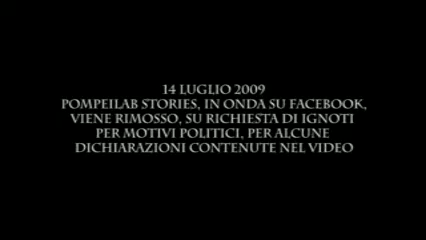 14 LUGLIO 2009
POMPEIILAB STORIES, IN ONDA SU FACEBOOK,
VIENE RIMOSSO, SU RICHIESTA DI IGNOTI
PER MOTIVI POLITICI, PER ALCUNE
DICHIARAZIONI CONTENUTE NEL VIDEO